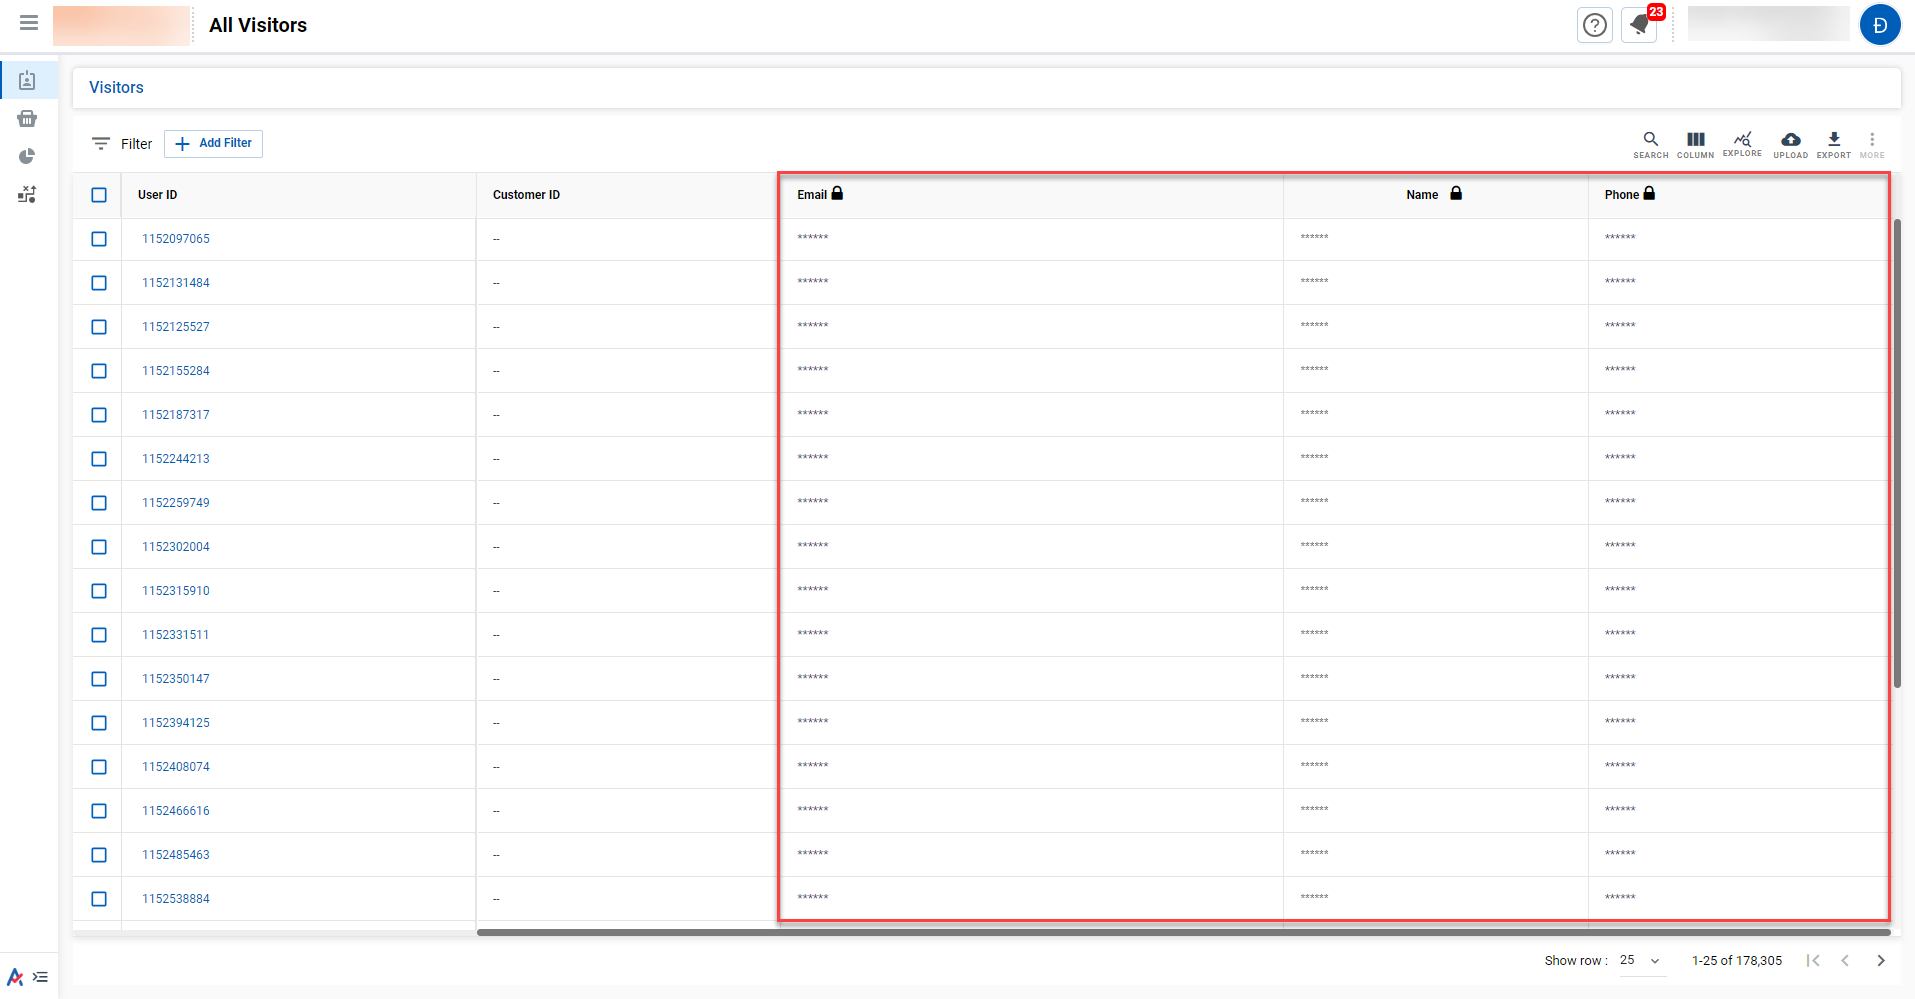 All Visitors
23
Đ
Visitors
Filter
Add Filter
SEARCH COLUMN EXPLORE UPLOAD EXPORT MORE
User ID Customer ID Email Name Phone
1152097065 -- ****** ****** ******
1152131484 -- ****** ****** ******
1152125527 -- ****** ****** ******
1152155284 -- ****** ****** ******
1152187317 -- ****** ****** ******
1152244213 -- ****** ****** ******
1152259749 -- ****** ****** ******
1152302004 -- ****** ****** ******
1152315910 -- ****** ****** ******
1152331511 -- ****** ****** ******
1152350147 -- ****** ****** ******
1152394125 -- ****** ****** ******
1152408074 -- ****** ****** ******
1152466616 -- ****** ****** ******
1152485463 -- ****** ****** ******
1152538884 -- ****** ****** ******
Show row : 25 1-25 of 178,305